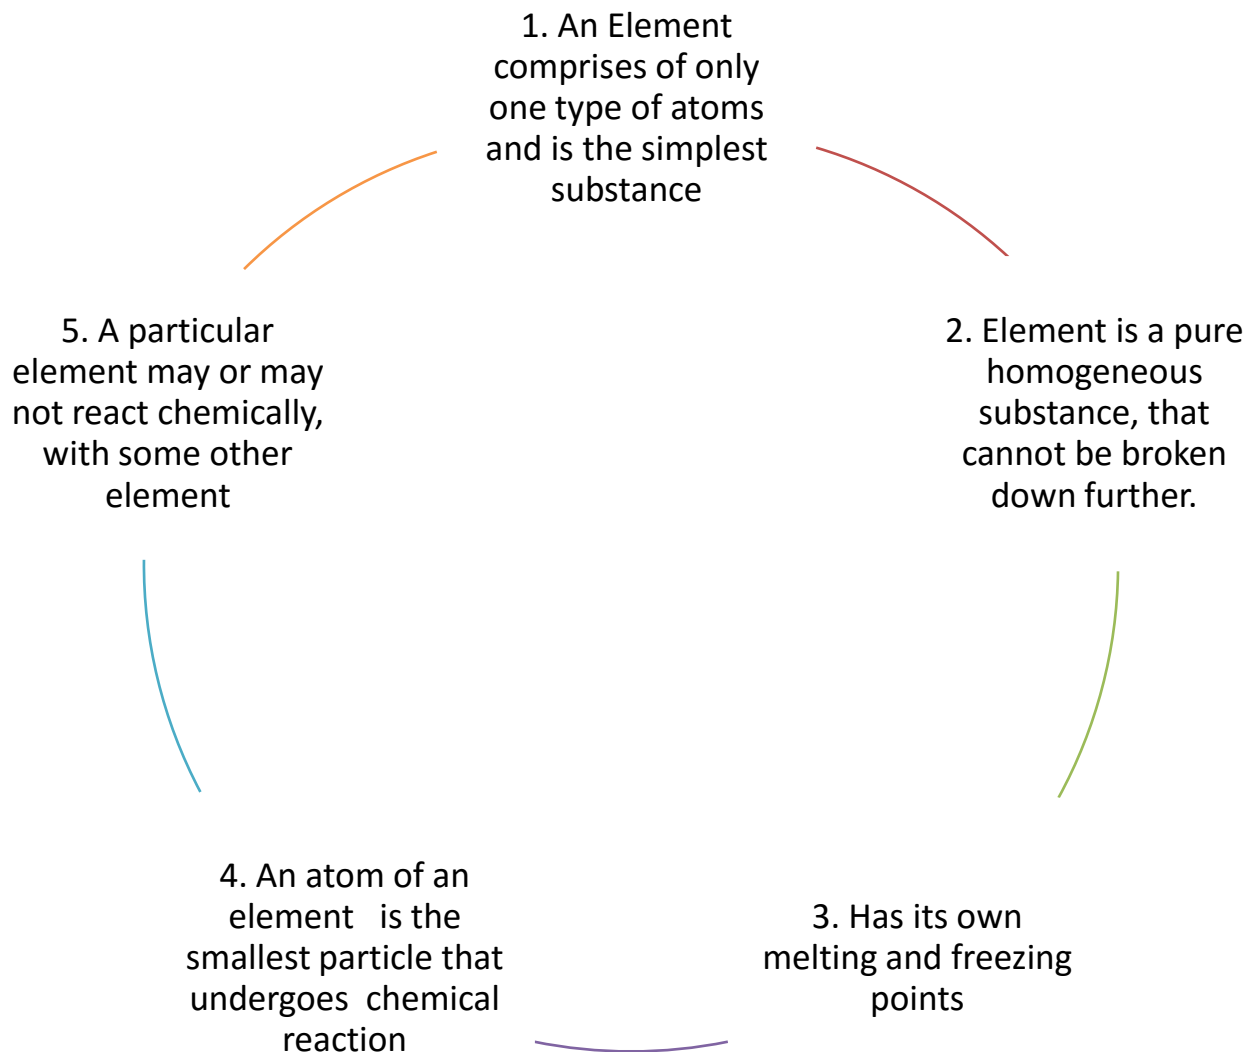 1. An Element
comprises of only
one type of atoms
and is the simplest
substance
2. Element is a pure
homogeneous
substance, that
cannot be broken
down further.
3. Has its own
melting and freezing
points
4. An atom of an
element   is the
smallest particle that
undergoes  chemical
reaction
5. A particular
element may or may
not react chemically,
with some other
element